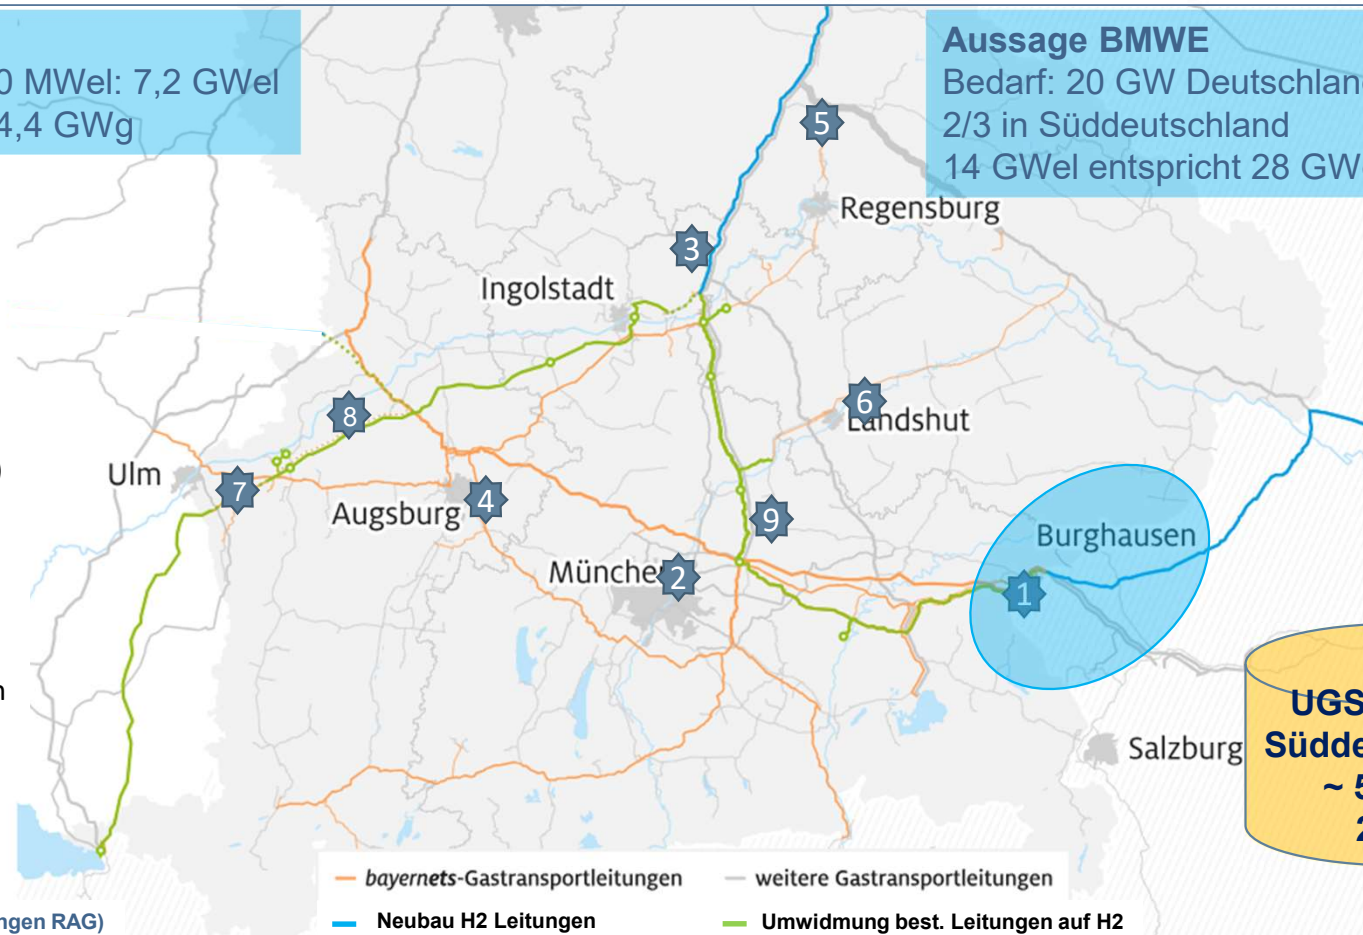 0 MWel: 7,2 GWel
4,4 GWg
Aussage BMWE
Bedarf: 20 GW Deutschland
2/3 in Süddeutschland
14 GWel entspricht 28 GW
5
Regensburg
3
Ingolstadt
6
Landshut
8
)
Ulm
7
Augsburg
4
9
Burghausen
München
2
1
n
UGS
Südde
~ 5
2
Salzburg
bayernets-Gastransportleitungen
weitere Gastransportleitungen
ngen RAG)
Neubau H2 Leitungen
Umwidmung best. Leitungen auf H2